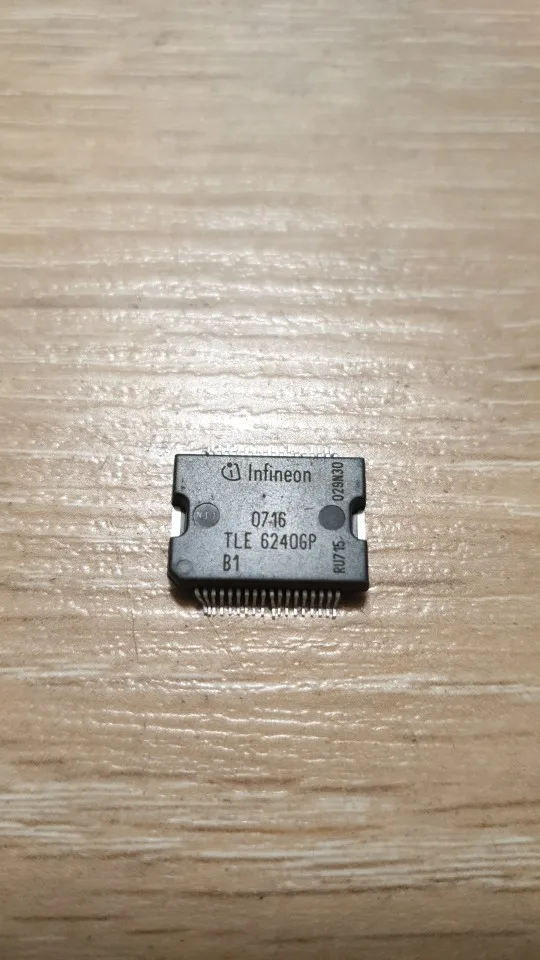 Infineon
0716
TLE 6240GP
B1
RU715 029N30